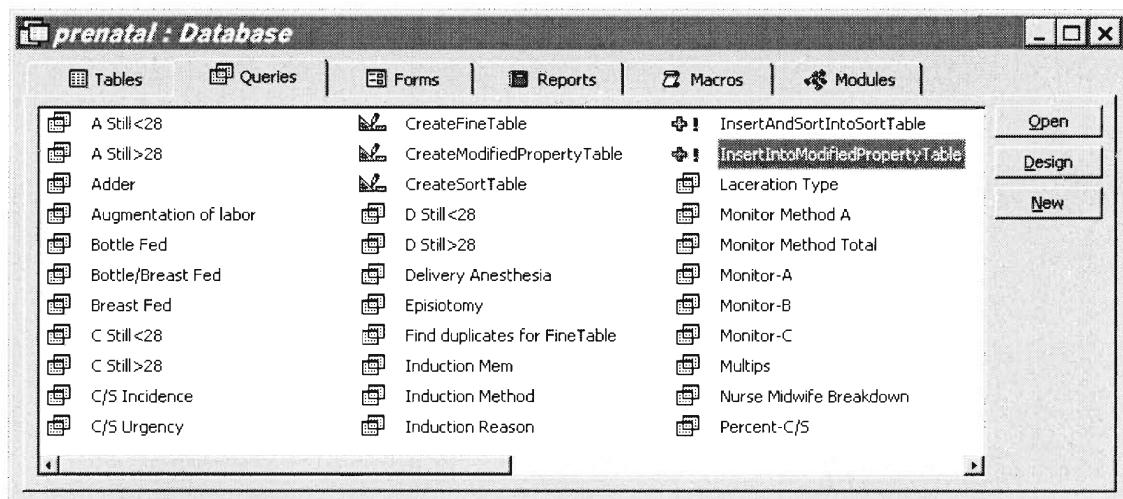 prenatal : Database
Tables Queries Forms Reports Macros Modules
A Still<28
A Still>28
Adder
Augmentation of labor
Bottle Fed
Bottle/Breast Fed
Breast Fed
C Still<28
C Still>28
C/S Incidence
C/S Urgency
CreateFineTable
CreateModifiedPropertyTable
CreateSortTable
D Still<28
D Still>28
Delivery Anesthesia
Episiotomy
Find duplicates for FineTable
Induction Mem
Induction Method
Induction Reason
InsertAndSortIntoSortTable
InsertIntoModifiedPropertyTable
Laceration Type
Monitor Method A
Monitor Method Total
Monitor-A
Monitor-B
Monitor-C
Multips
Nurse Midwife Breakdown
Percent-C/S
Open
Design
New